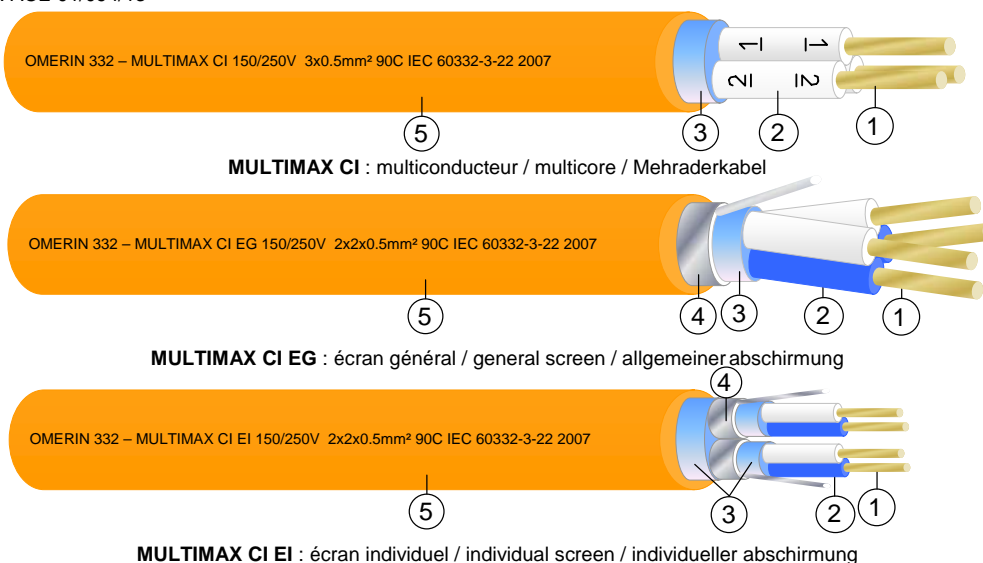 OMERIN 332 – MULTIMAX CI 150/250V 3x0.5mm² 90C IEC 60332-3-22 2007
1 1
2 2
5 3 2 1
MULTIMAX CI : multiconducteur / multicore / Mehraderkabel
OMERIN 332 – MULTIMAX CI EG 150/250V 2x2x0.5mm² 90C IEC 60332-3-22 2007
5 4 3 2 1
MULTIMAX CI EG : écran général / general screen / allgemeiner abschirmung
4
OMERIN 332 – MULTIMAX CI EI 150/250V 2x2x0.5mm² 90C IEC 60332-3-22 2007
5 3 2 1
MULTIMAX CI EI : écran individuel / individual screen / individueller abschirmung